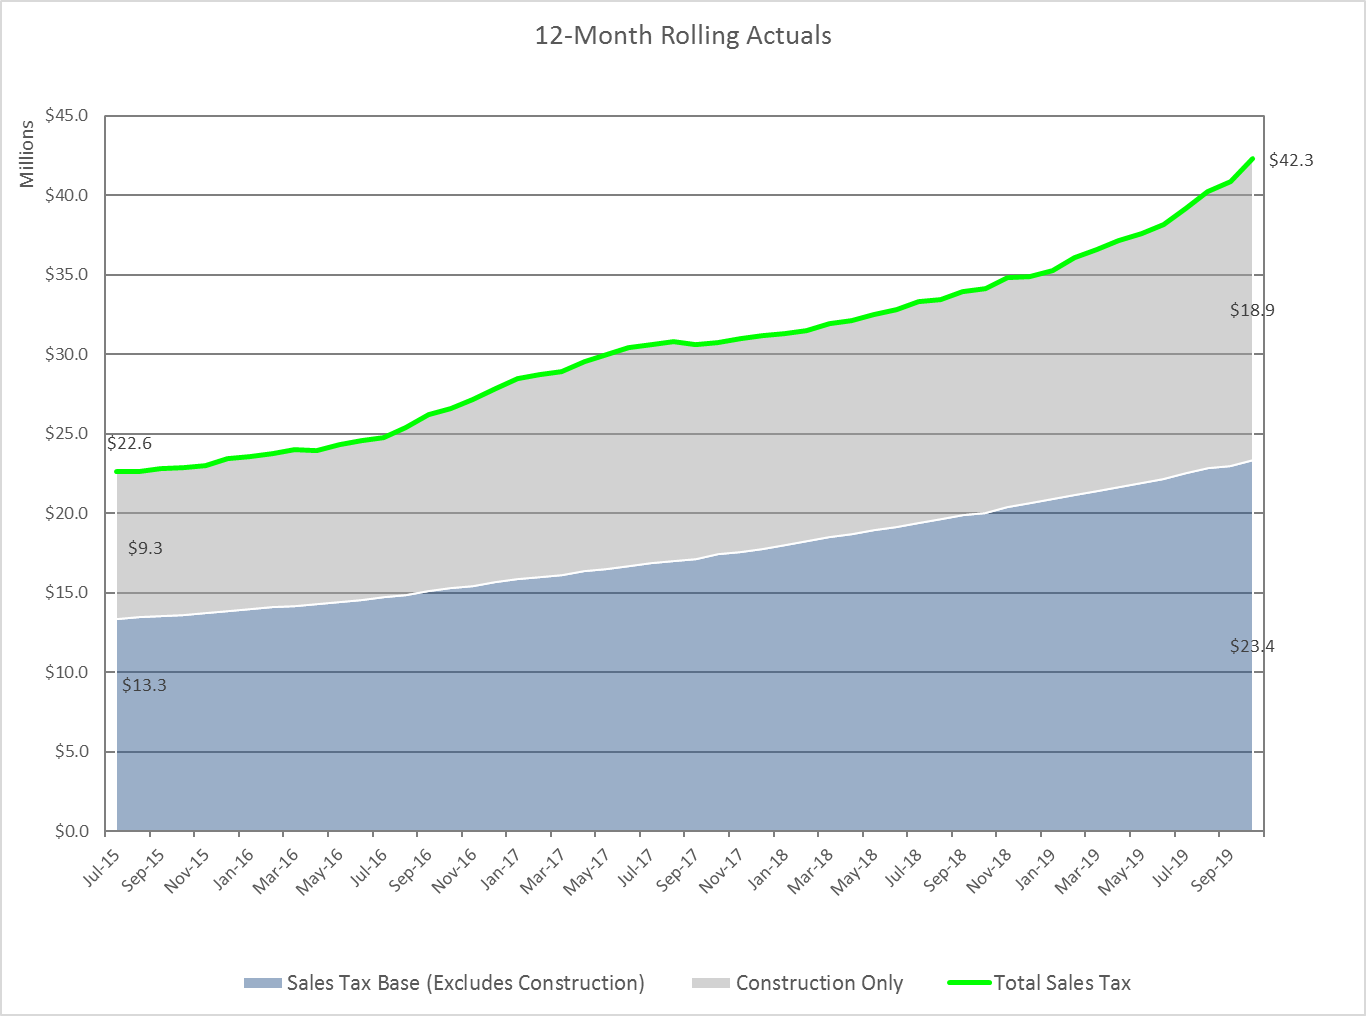 12-Month Rolling Actuals
Millions
$45.0
$40.0
$35.0
$30.0
$25.0
$20.0
$15.0
$10.0
$5.0
$0.0
$42.3
$18.9
$22.6
$9.3
$23.4
$13.3
Jul-15
Sep-15
Nov-15
Jan-16
Mar-16
May-16
Jul-16
Sep-16
Nov-16
Jan-17
Mar-17
May-17
Jul-17
Sep-17
Nov-17
Jan-18
Mar-18
May-18
Jul-18
Sep-18
Nov-18
Jan-19
Mar-19
May-19
Jul-19
Sep-19
Sales Tax Base (Excludes Construction)
Construction Only
Total Sales Tax